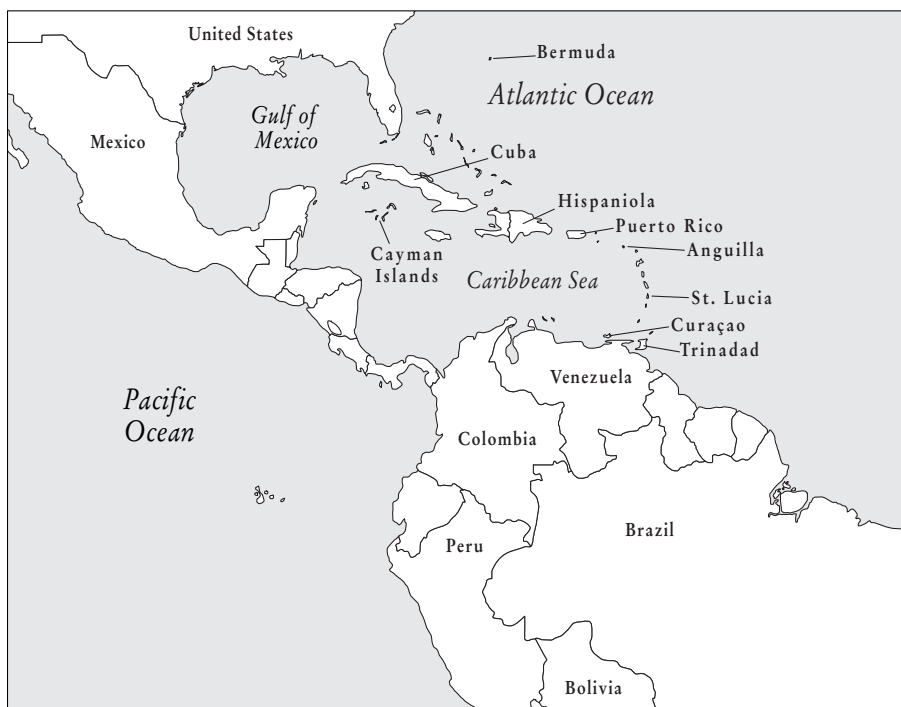 United States
Bermuda
Atlantic Ocean
Gulf of
Mexico
Mexico
Cuba
Hispaniola
Puerto Rico
Anguilla
Cayman
Islands
Caribbean Sea
St. Lucia
Curaçao
Trinadad
Venezuela
Pacific
Ocean
Colombia
Brazil
Peru
Bolivia